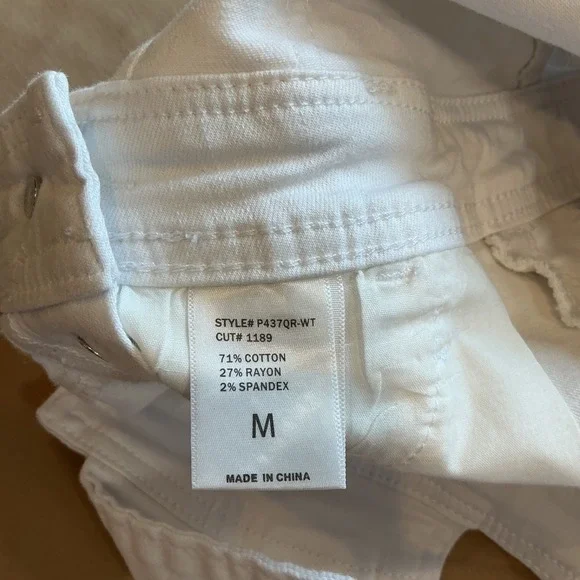 STYLE# P437QR-WT
CUT# 1189
71% COTTON
27% RAYON
2% SPANDEX
M
MADE IN CHINA